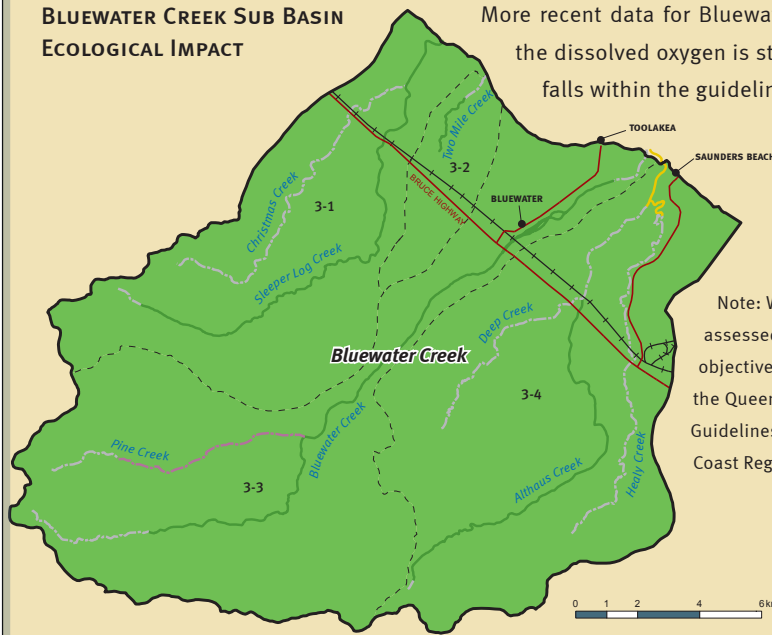 BLUEWATER CREEK SUB BASIN
ECOLOGICAL IMPACT
More recent data for Bluewa
the dissolved oxygen is st
falls within the guidelin
TOOLAKEA
SAUNDERS BEACH
Two Mile Creek
3-2
BRUCE HIGHWAY
BLUEWATER
Christmas Creek
3-1
Sleeper Log Creek
Deep Creek
Bluewater Creek
3-4
Note: W
assessed
objective
the Queen
Guidelines
Coast Reg
Pine Creek
Bluewater Creek
3-3
Althaus Creek
Healy Creek
0 1 2 4 6 km